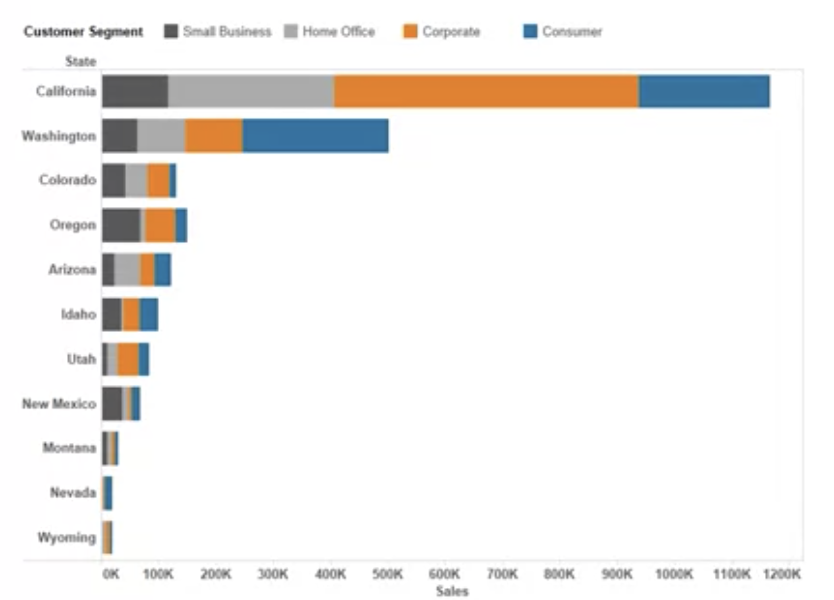 Customer Segment Small Business Home Office Corporate Consumer
State
California
Washington
Colorado
Oregon
Arizona
Idaho
Utah
New Mexico
Montana
Nevada
Wyoming
0K 100K 200K 300K 400K 500K 600K 700K 800K 900K 1000K 1100K 1200K
Sales